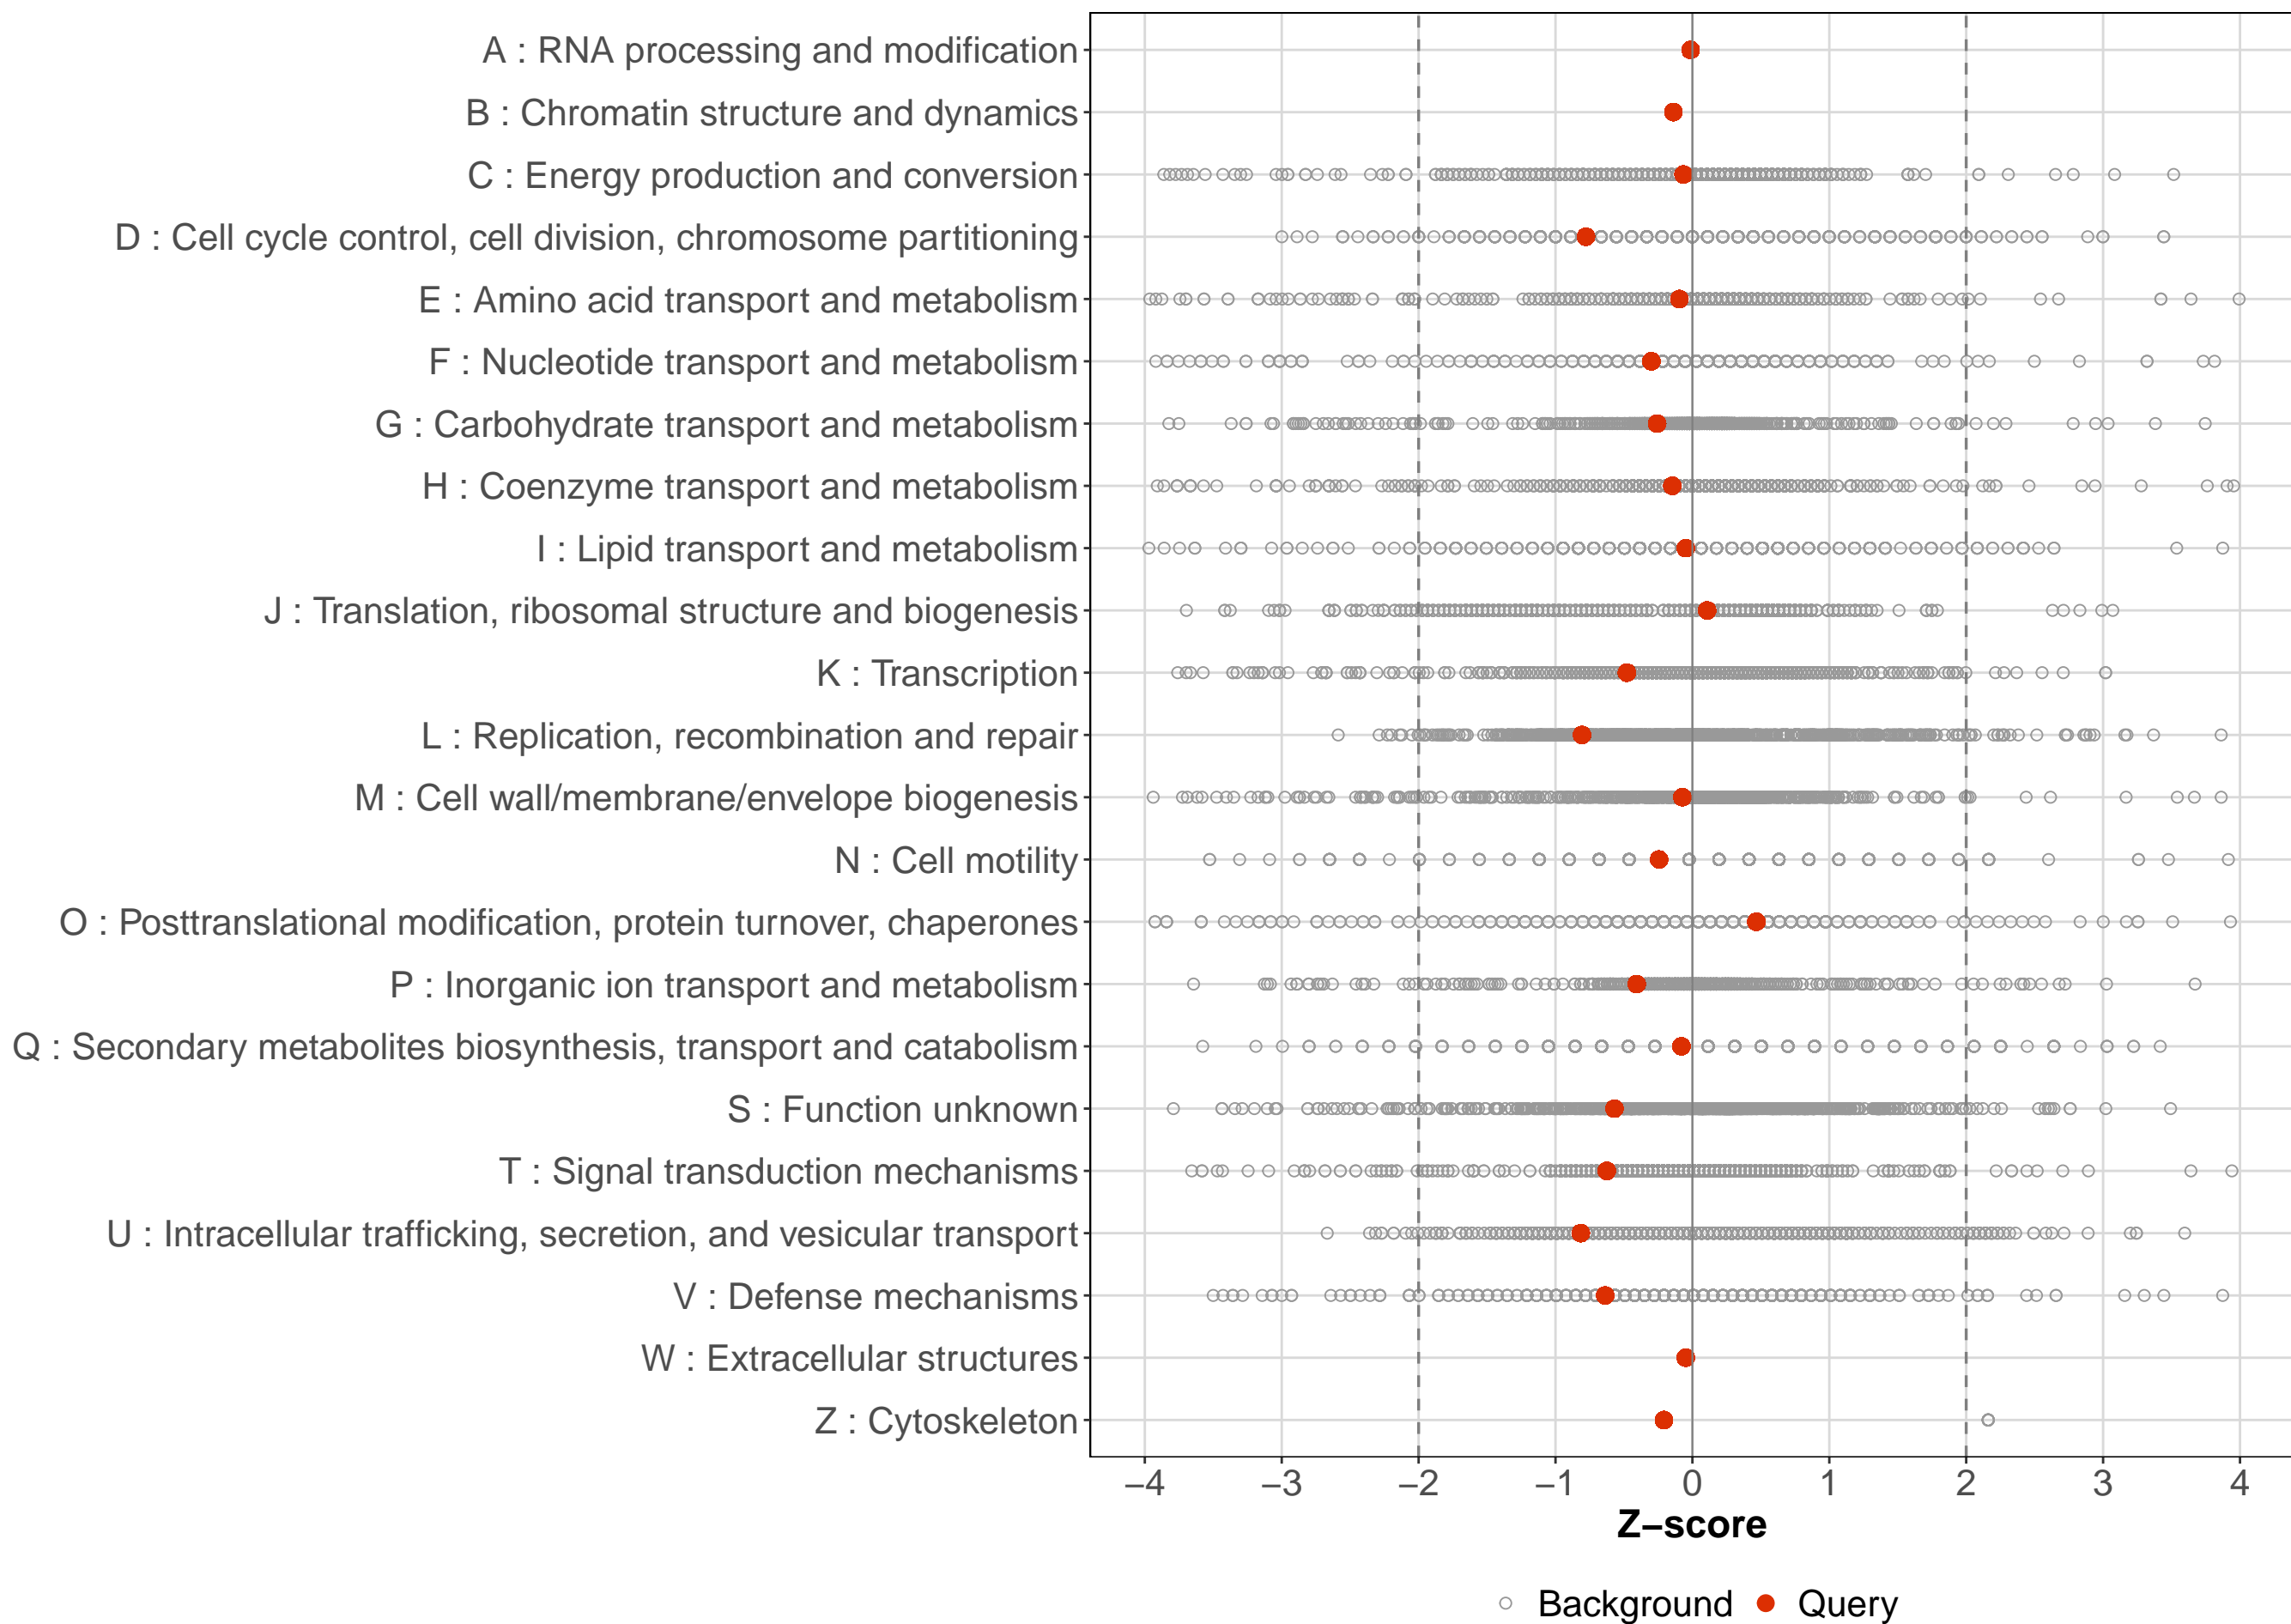 A : RNA processing and modification
B : Chromatin structure and dynamics
C : Energy production and conversion
D : Cell cycle control, cell division, chromosome partitioning
E : Amino acid transport and metabolism
F : Nucleotide transport and metabolism
G : Carbohydrate transport and metabolism
H : Coenzyme transport and metabolism
I : Lipid transport and metabolism
J : Translation, ribosomal structure and biogenesis
K : Transcription
L : Replication, recombination and repair
M : Cell wall/membrane/envelope biogenesis
N : Cell motility
O : Posttranslational modification, protein turnover, chaperones
P : Inorganic ion transport and metabolism
Q : Secondary metabolites biosynthesis, transport and catabolism
S : Function unknown
T : Signal transduction mechanisms
U : Intracellular trafficking, secretion, and vesicular transport
V : Defense mechanisms
W : Extracellular structures
Z : Cytoskeleton
−4 −3 −2 −1 0 1 2 3 4
Z−score
Background Query